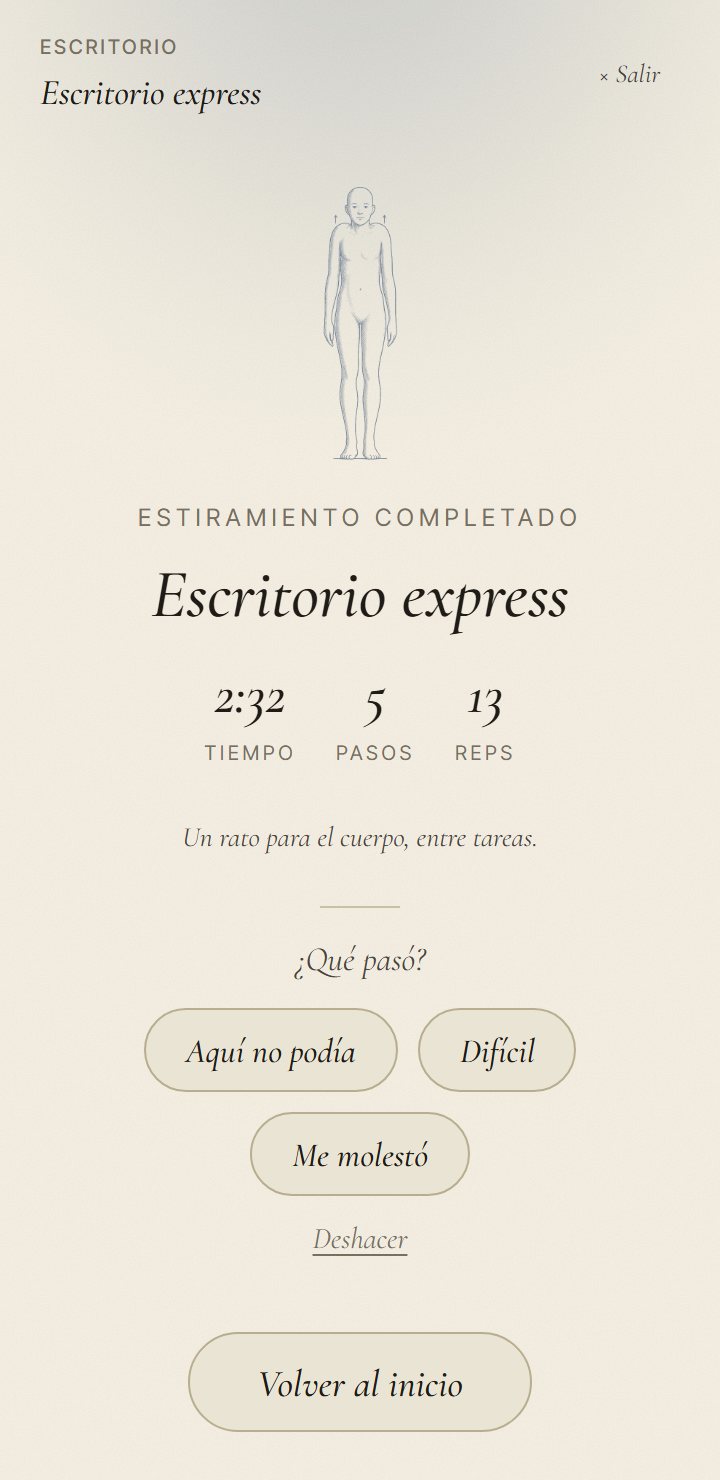 ESCRITORIO
Escritorio express
× Salir
ESTIRAMIENTO COMPLETADO
Escritorio express
2:32 5 13
TIEMPO PASOS REPS
Un rato para el cuerpo, entre tareas.
¿Qué pasó?
Aquí no podía Difícil
Me molestó
Deshacer
Volver al inicio